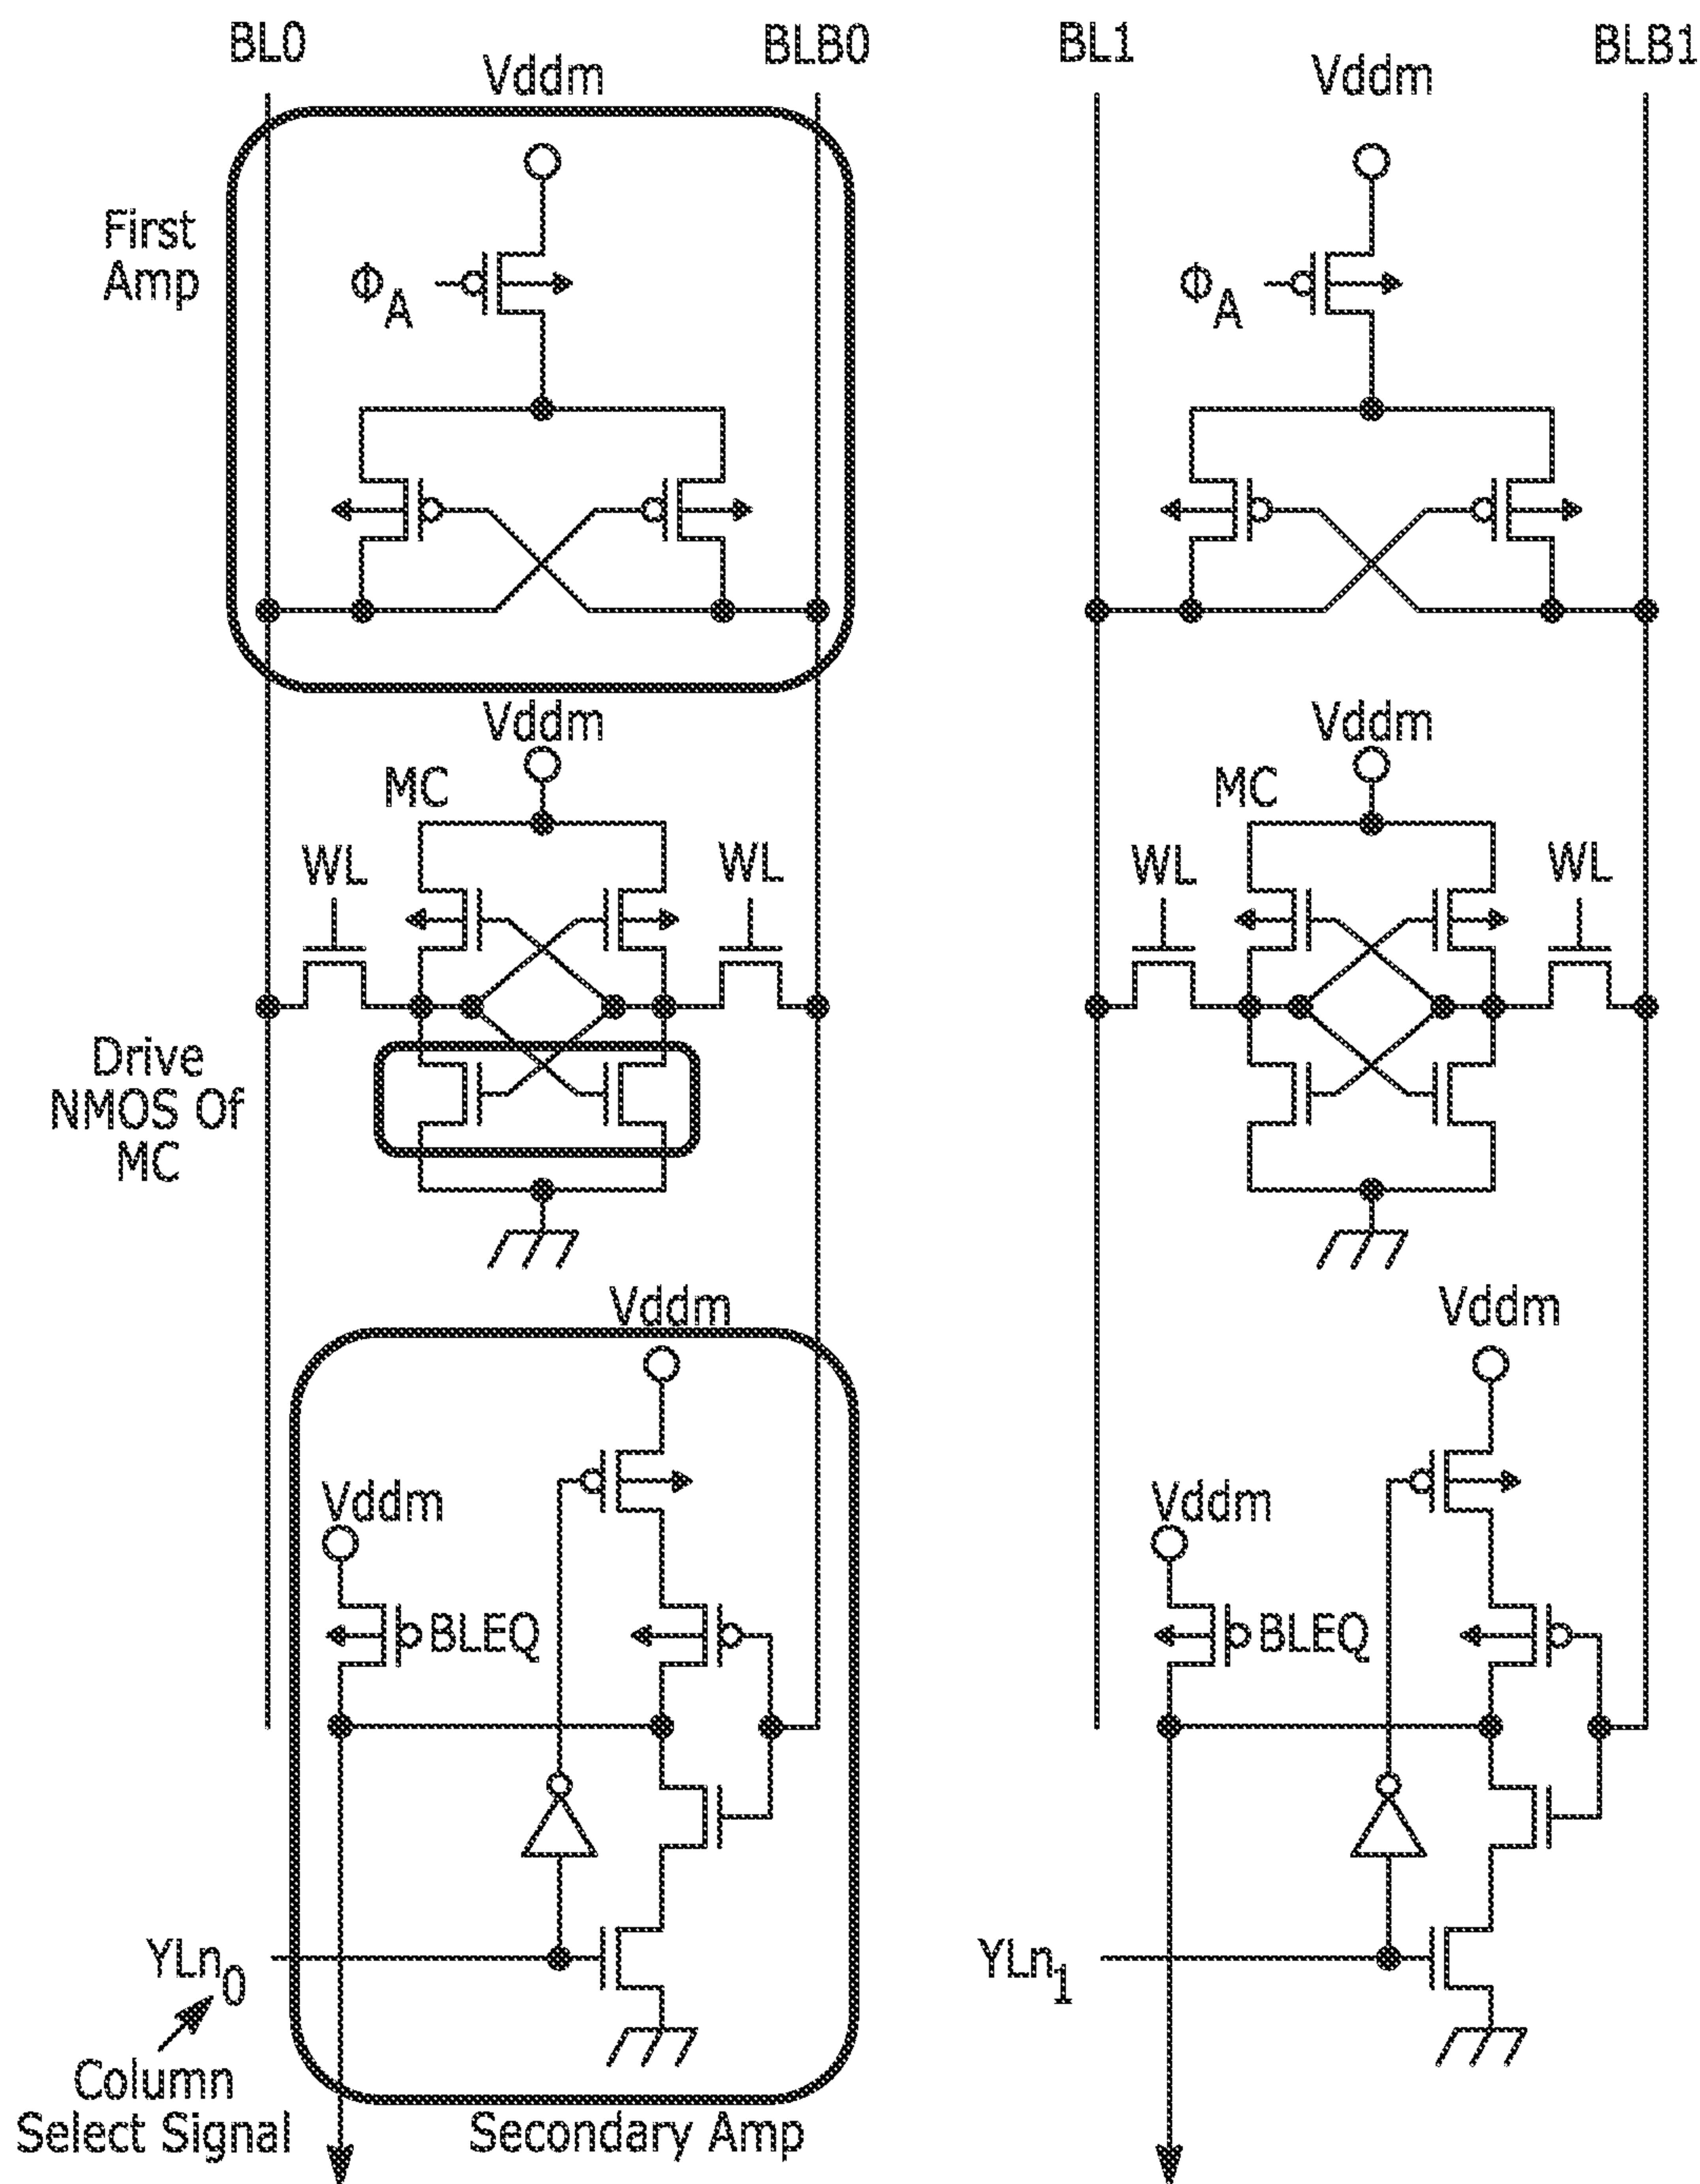 BL0
BLB0
BL1
BLB1
Vddm
Vddm
First
Amp
ΦA
ΦA
Vddm
Vddm
MC
MC
WL
WL
WL
WL
Drive
NMOS Of
MC
Vddm
Vddm
Vddm
Vddm
BLEQ
BLEQ
YLn0
YLn1
Column
Select Signal
Secondary Amp